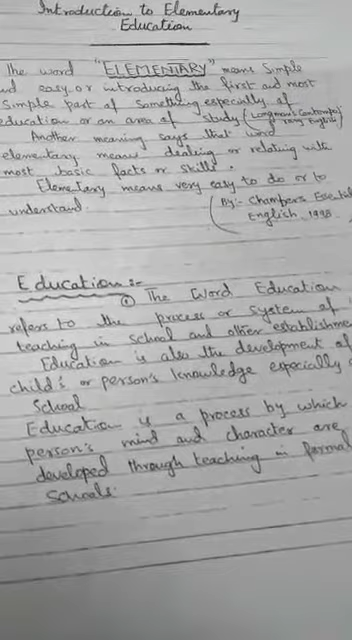 Introduction to Elementary
Education
The word "ELEMENTARY" means Simple
nd easy or introducing the first and most
Simple part of something especially of
education or an area of study (Longmans Contempo
rary English)
Another meaning says that word
elementary means dealing or relating with
most basic facts or skills.
Elementary means very easy to do or to
understand
(By:- Chambers Essential
English, 1998.
Education :-
① The Word Education
refers to the process or system of
teaching in school and other establishme
Education is also the development of
child's or person's knowledge especially
School
Education is a process by which
person's mind and character are
developed through teaching in formal
Schools.